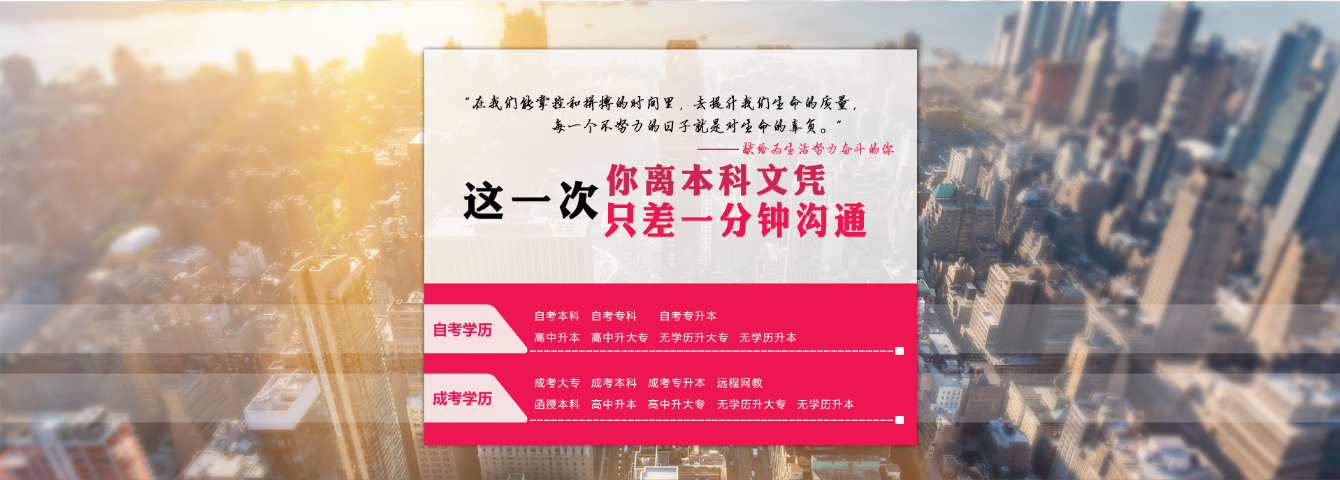 “在我们能掌控和拼搏的时间里，去提升我们生命的质量，
每一个不努力的日子就是对生命的辜负。”
——献给为生活努力奋斗的你
这一次
你离本科文凭
只差一分钟沟通
自考学历
自考本科 自考专科 自考专升本
高中升本 高中升大专 无学历升大专 无学历升本
成考学历
成考大专 成考本科 成考专升本 远程网教
函授本科 高中升本 高中升大专 无学历升大专 无学历升本